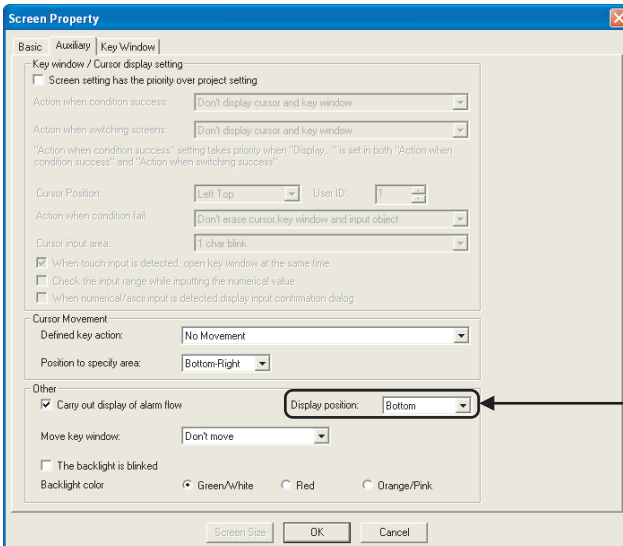 Screen Property
Basic Auxiliary Key Window
Key window / Cursor display setting
Screen setting has the priority over project setting
Action when condition success: Don't display cursor and key window
Action when switching screens: Don't display cursor and key window
"Action when condition success" setting takes priority when "Display..." is set in both "Action when
condition success" and "Action when switching success"
Cursor Position: Left Top User ID: 1
Action when condition fail: Don't erase cursor,key window and input object
Cursor input area: 1 char blink
When touch input is detected, open key window at the same time
Check the input range while inputting the numerical value
When numerical/ascii input is detected display input confirmation dialog
Cursor Movement
Defined key action: No Movement
Position to specify area: Bottom-Right
Other
Carry out display of alarm flow Display position: Bottom
Move key window: Don't move
The backlight is blinked
Backlight color Green/White Red Orange/Pink
Screen Size OK Cancel